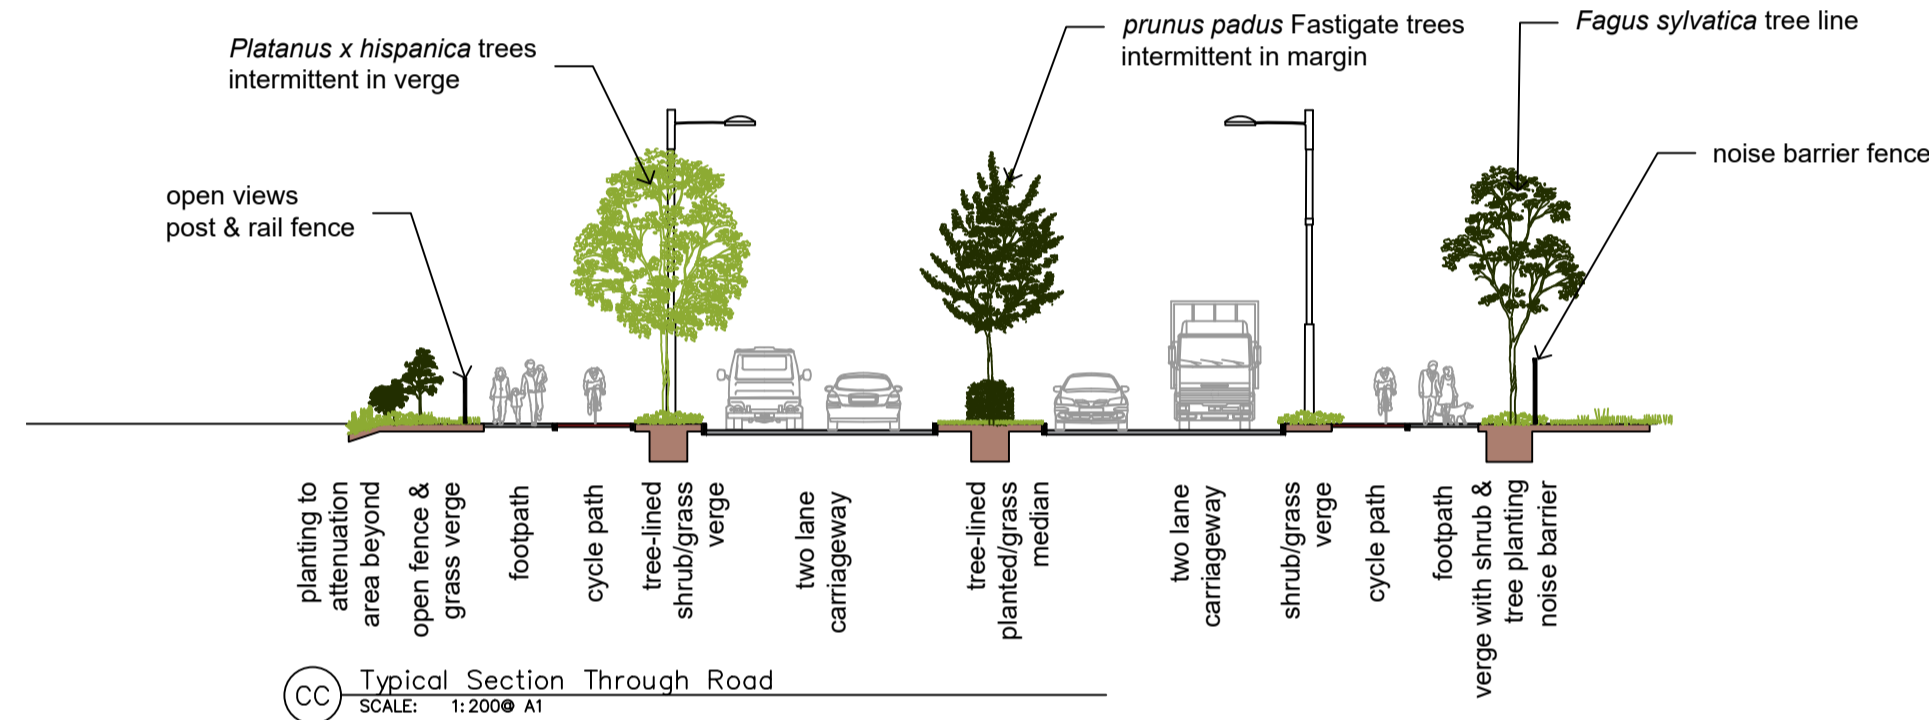 Platanus x hispanica trees
intermittent in verge
prunus padus Fastigate trees
intermittent in margin
Fagus sylvatica tree line
noise barrier fence
open views
post & rail fence
planting to
attenuation
area beyond
open fence &
grass verge
footpath
cycle path
tree-lined
shrub/grass
verge
two lane
carriageway
tree-lined
planted/grass
median
two lane
carriageway
shrub/grass
verge
cycle path
footpath
verge with shrub &
tree planting
noise barrier
CC
Typical Section Through Road
SCALE: 1:200@ A1